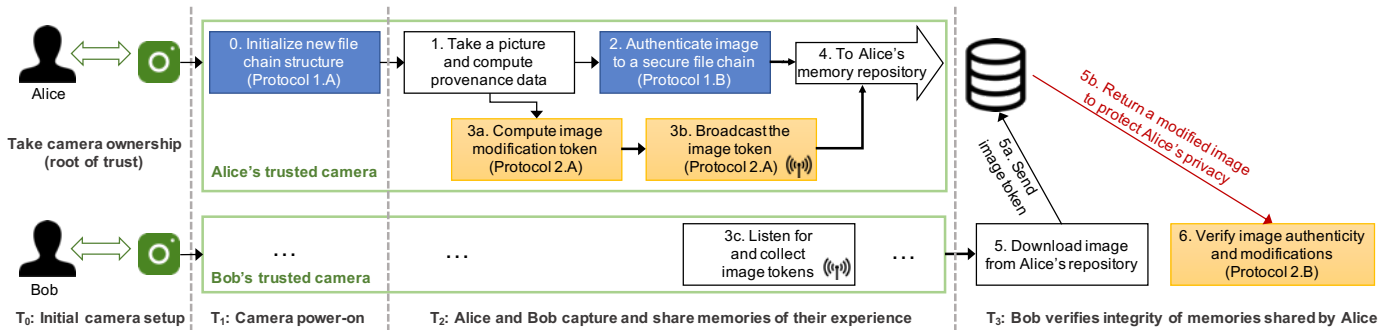 Alice
Take camera ownership
(root of trust)
Bob
0. Initialize new file
chain structure
(Protocol 1.A)
1. Take a picture
and compute
provenance data
2. Authenticate image
to a secure file chain
(Protocol 1.B)
4. To Alice's
memory repository
3a. Compute image
modification token
(Protocol 2.A)
3b. Broadcast the
image token
(Protocol 2.A)
Alice's trusted camera
...
...
3c. Listen for
and collect
image tokens
...
Bob's trusted camera
5a. Send
image token
5b. Return a modified image
to protect Alice's privacy
5. Download image
from Alice's repository
6. Verify image authenticity
and modifications
(Protocol 2.B)
T₀: Initial camera setup
T₁: Camera power-on
T₂: Alice and Bob capture and share memories of their experience
T₃: Bob verifies integrity of memories shared by Alice